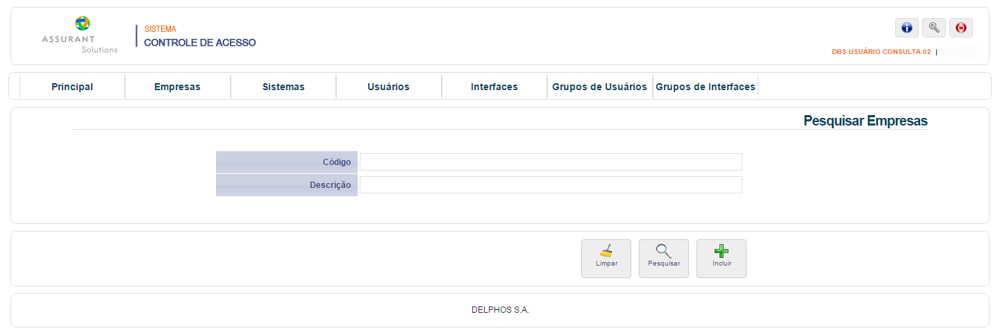 ASSURANT
Solutions
SISTEMA
CONTROLE DE ACESSO
DBS USUÁRIO CONSULTA 02 |
Principal Empresas Sistemas Usuários Interfaces Grupos de Usuários Grupos de Interfaces
Pesquisar Empresas
Código
Descrição
Limpar Pesquisar Incluir
DELPHOS S.A.